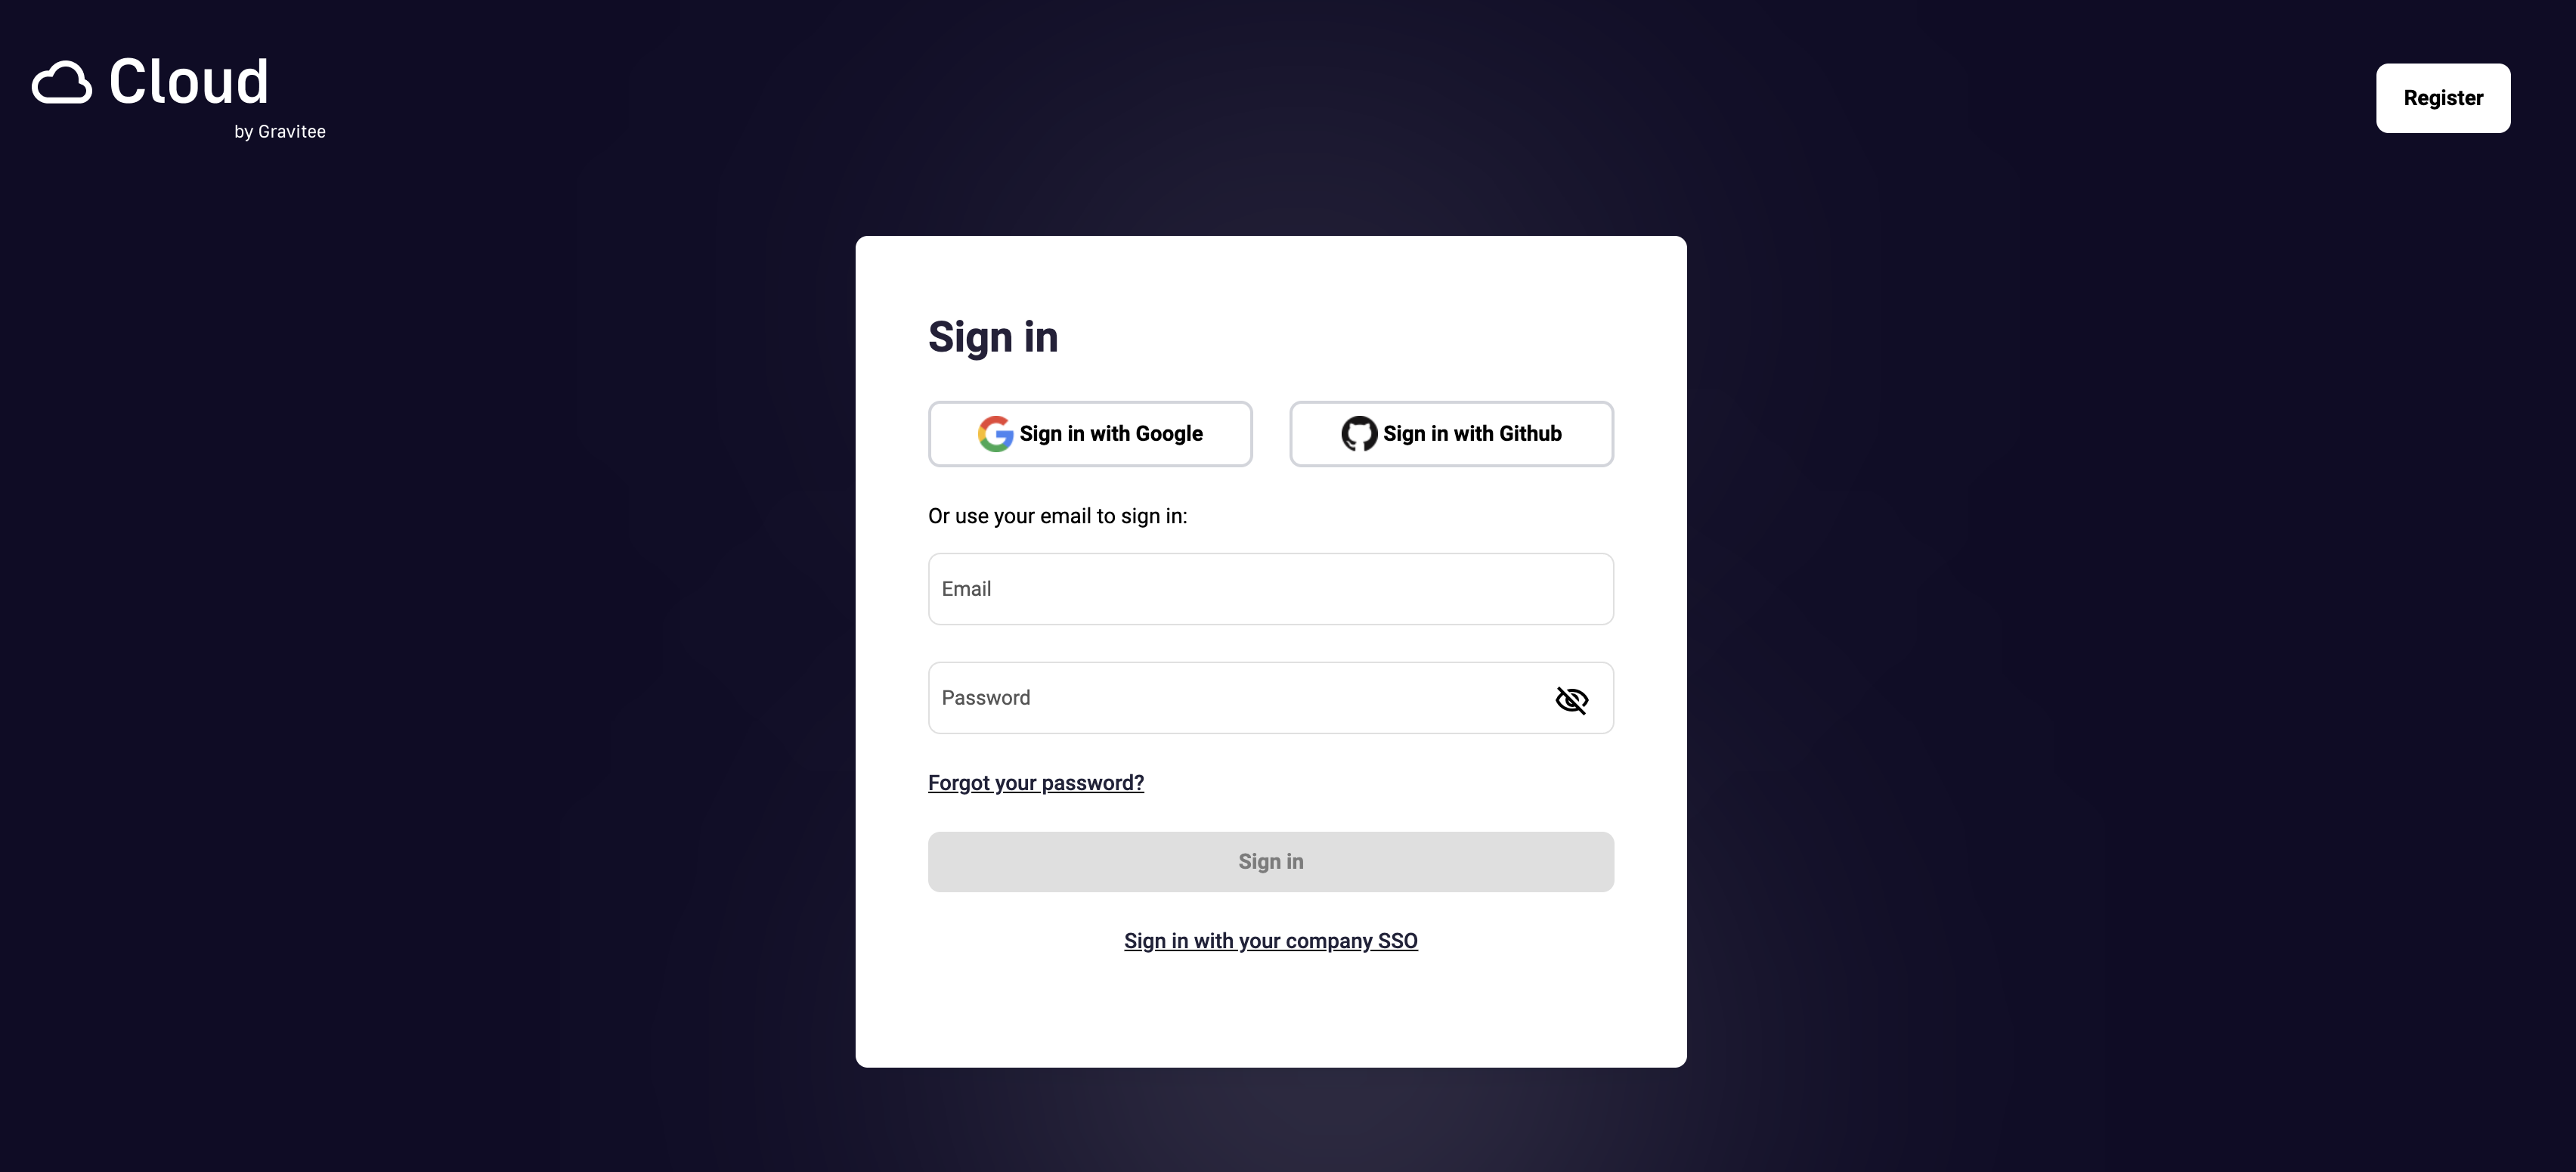 Cloud
by Gravitee
Register
Sign in
Sign in with Google
Sign in with Github
Or use your email to sign in:
Email
Password
Forgot your password?
Sign in
Sign in with your company SSO